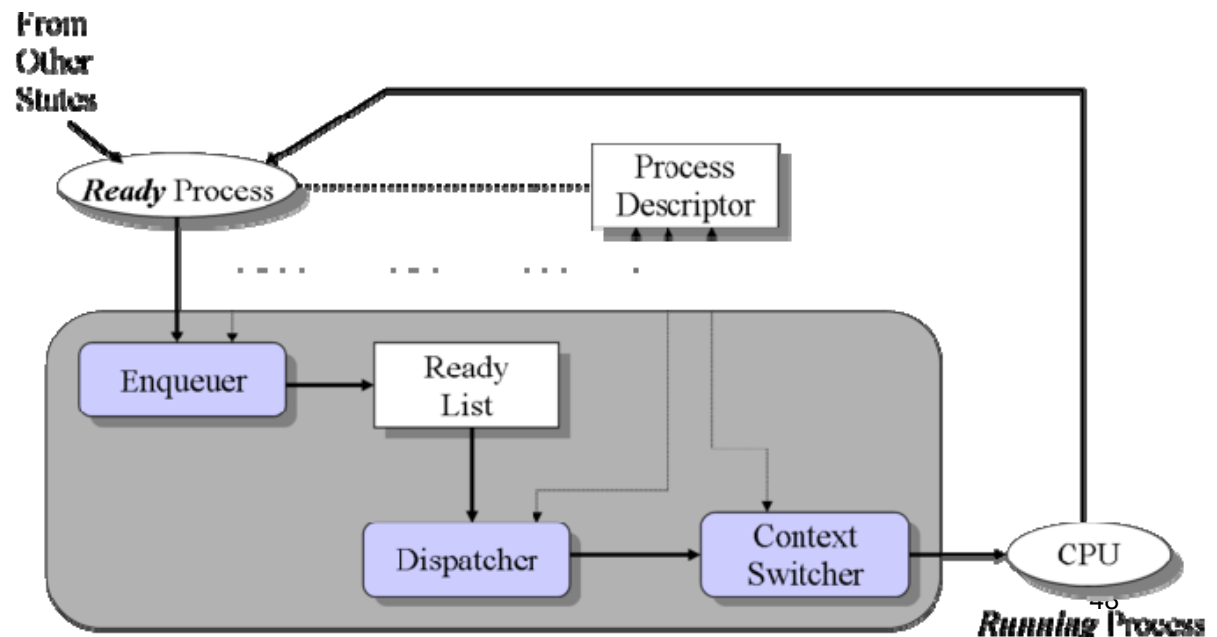 From
Other
States
Ready Process
Process
Descriptor
Enqueuer
Ready
List
Dispatcher
Context
Switcher
CPU
Running Process